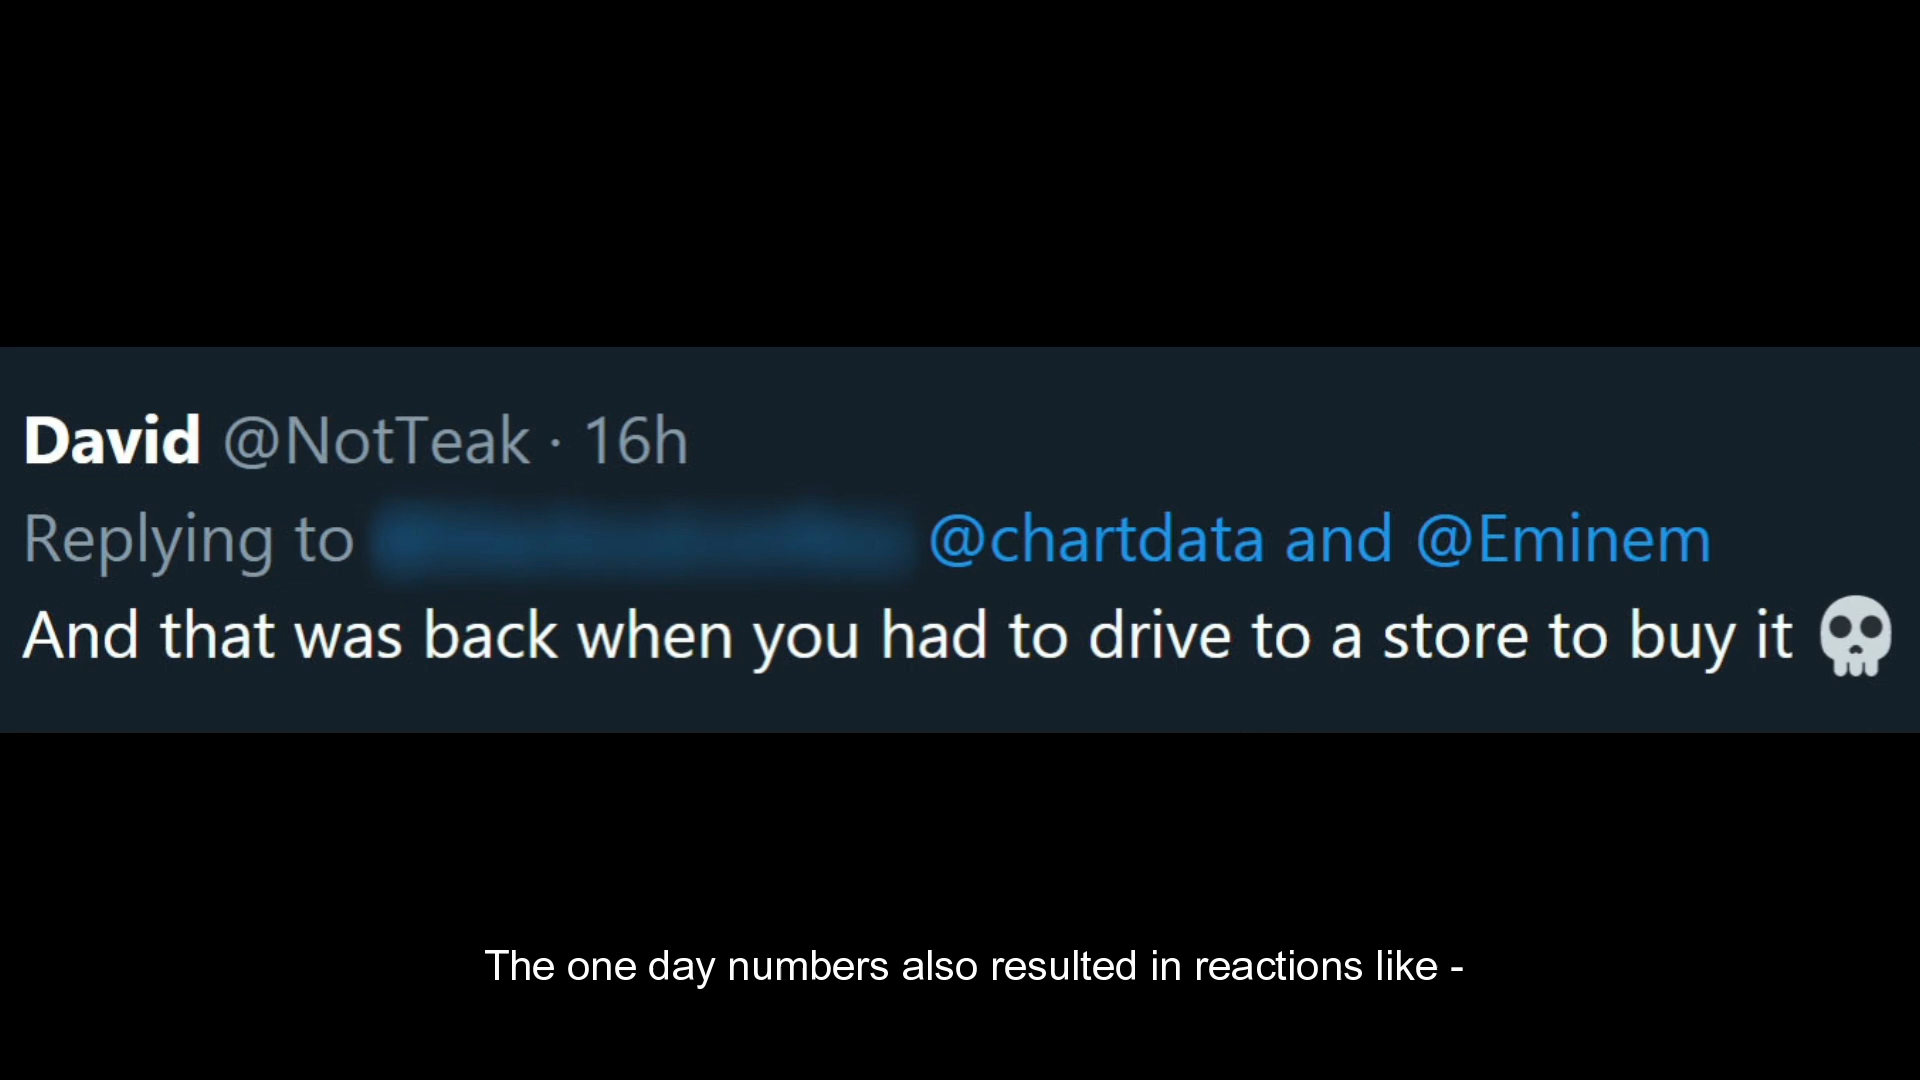 David @NotTeak · 16h
Replying to @chartdata and @Eminem
And that was back when you had to drive to a store to buy it 💀
The one day numbers also resulted in reactions like -